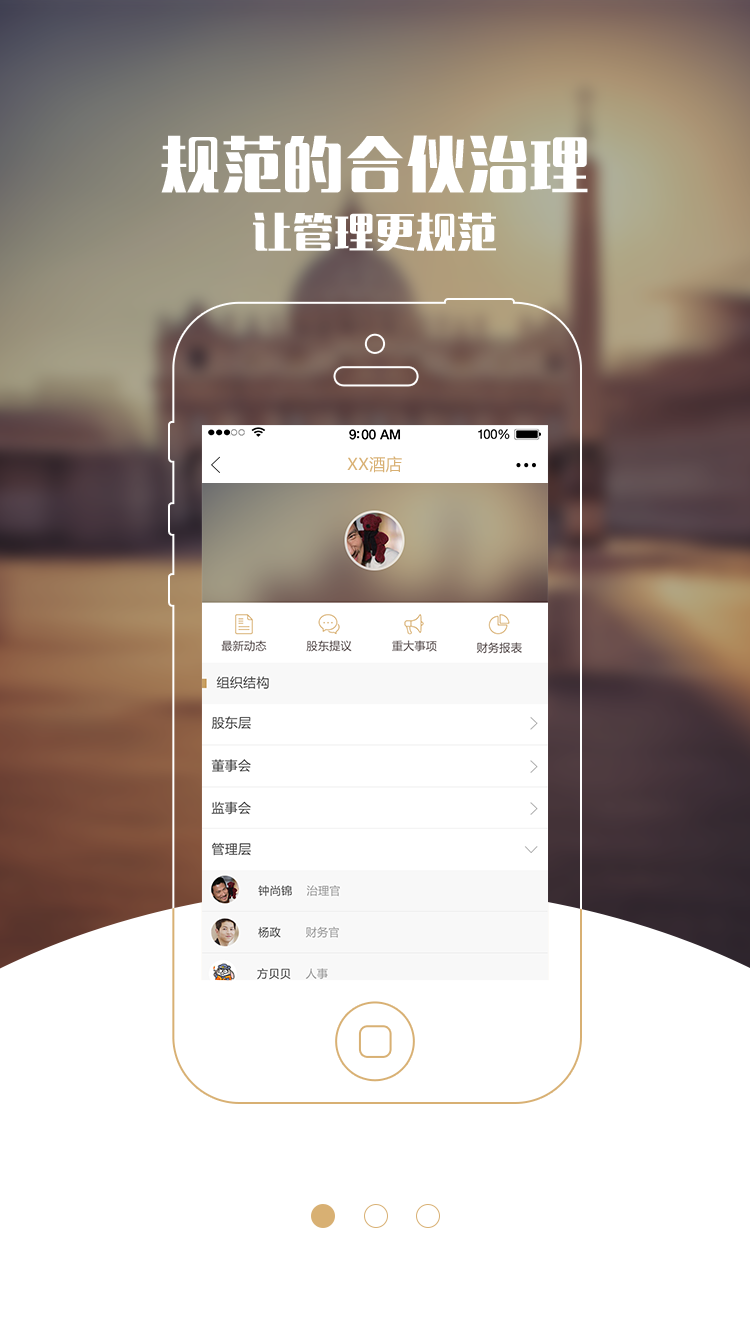 规范的合伙治理
让管理更规范
9:00 AM 100%
XX酒店
最新动态 股东提议 重大事项 财务报表
组织结构
股东层
董事会
监事会
管理层
钟尚锦 治理官
杨政 财务官
方贝贝 人事